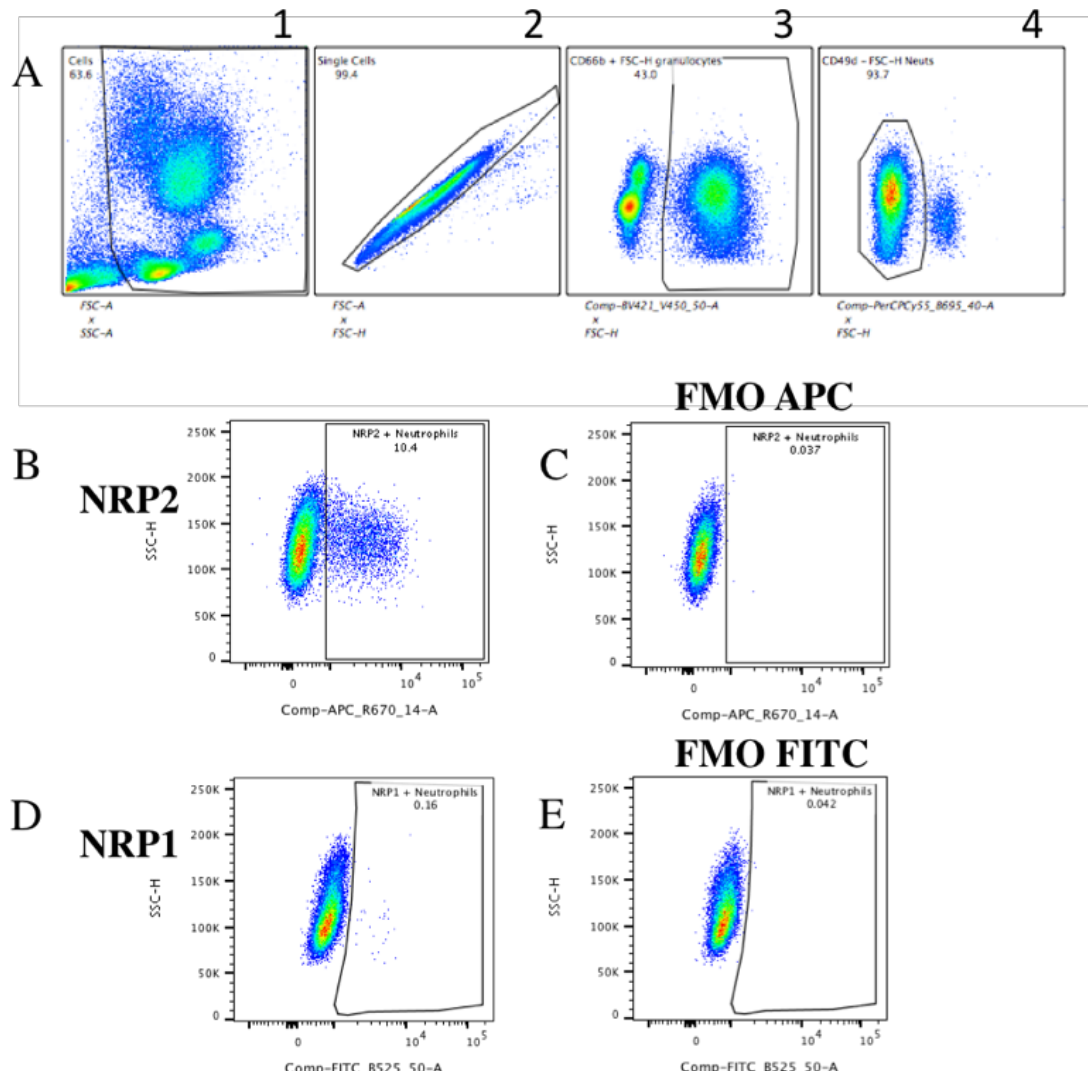 1 2 3 4
A
Cells
63.6
Single Cells
99.4
CD66b + FSC-H granulocytes
43.0
CD49d - FSC-H Neuts
93.7
FSC-A
x
SSC-A
FSC-A
x
FSC-H
Comp-BV421_V450_50-A
x
FSC-H
Comp-PerCPCy55_B695_40-A
x
FSC-H
B
NRP2
NRP2 + Neutrophils
10.4
250K
200K
150K
100K
50K
0
SSC-H
0 10^4 10^5
Comp-APC_R670_14-A
FMO APC
C
NRP2 + Neutrophils
0.037
250K
200K
150K
100K
50K
0
SSC-H
0 10^4 10^5
Comp-APC_R670_14-A
D
NRP1
NRP1 + Neutrophils
0.16
250K
200K
150K
100K
50K
0
SSC-H
0 10^4 10^5
Comp-FITC_B525_50-A
FMO FITC
E
NRP1 + Neutrophils
0.042
250K
200K
150K
100K
50K
0
SSC-H
0 10^4 10^5
Comp-FITC_B525_50-A